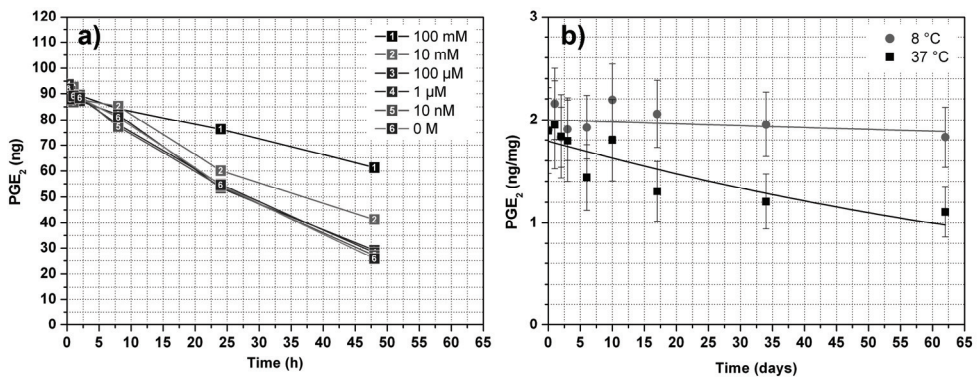 a)
120
110
100
90
80
70
60
50
40
30
20
10
0
PGE2 (ng)
0 5 10 15 20 25 30 35 40 45 50 55 60 65
Time (h)
1 100 mM
2 10 mM
3 100 µM
4 1 µM
5 10 nM
6 0 M
b)
3
2
1
0
PGE2 (ng/mg)
0 5 10 15 20 25 30 35 40 45 50 55 60 65
Time (days)
8 °C
37 °C